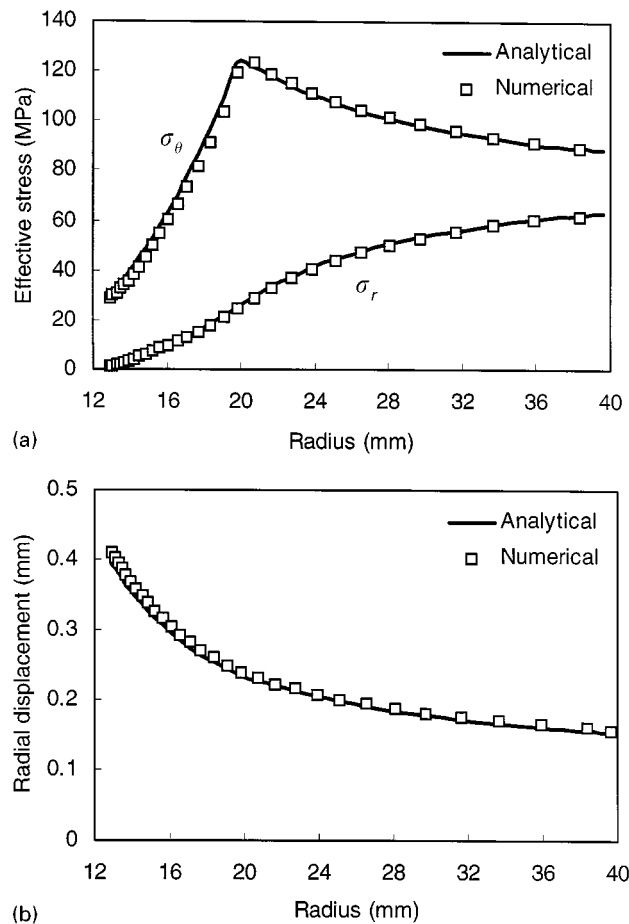 140
120
100
80
60
40
20
0
Effective stress (MPa)
Analytical
Numerical
σθ
σr
12 16 20 24 28 32 36 40
(a) Radius (mm)
0.5
0.4
0.3
0.2
0.1
0
Radial displacement (mm)
Analytical
Numerical
12 16 20 24 28 32 36 40
(b) Radius (mm)